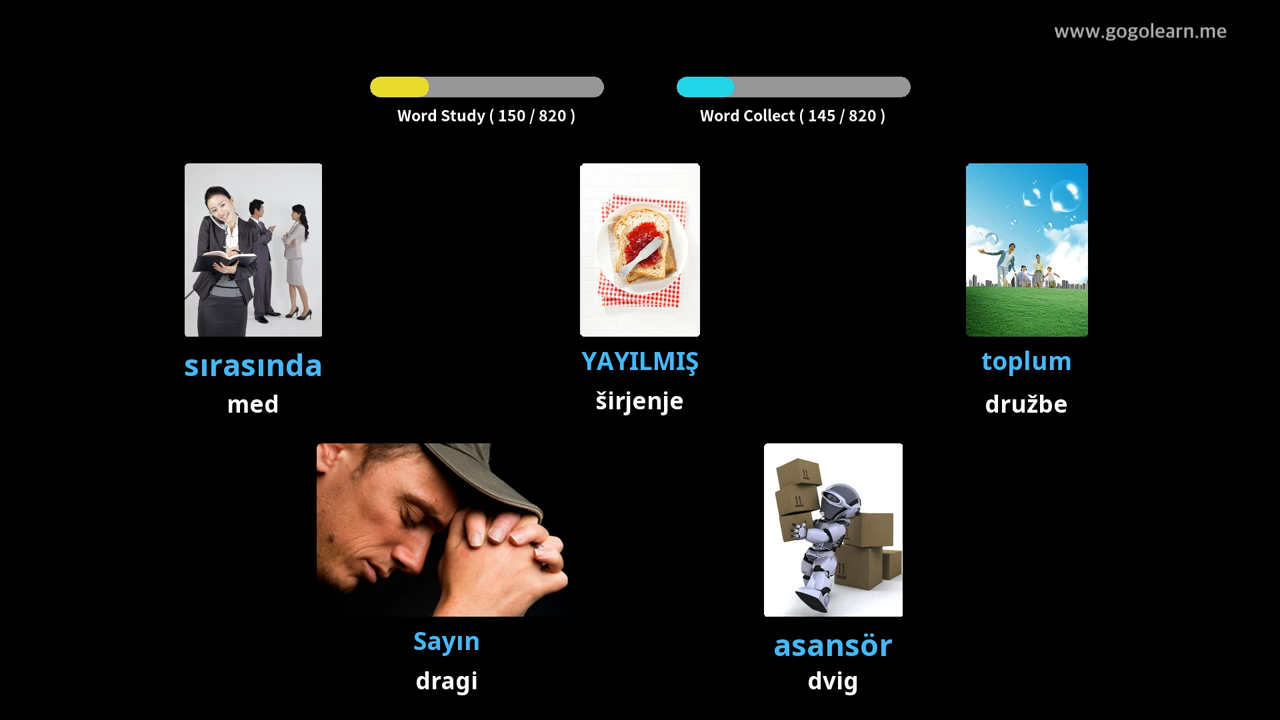 www.gogolearn.me
Word Study ( 150 / 820 )
Word Collect ( 145 / 820 )
sırasında
med
YAYILMIŞ
širjenje
toplum
družbe
Sayın
dragi
asansör
dvig